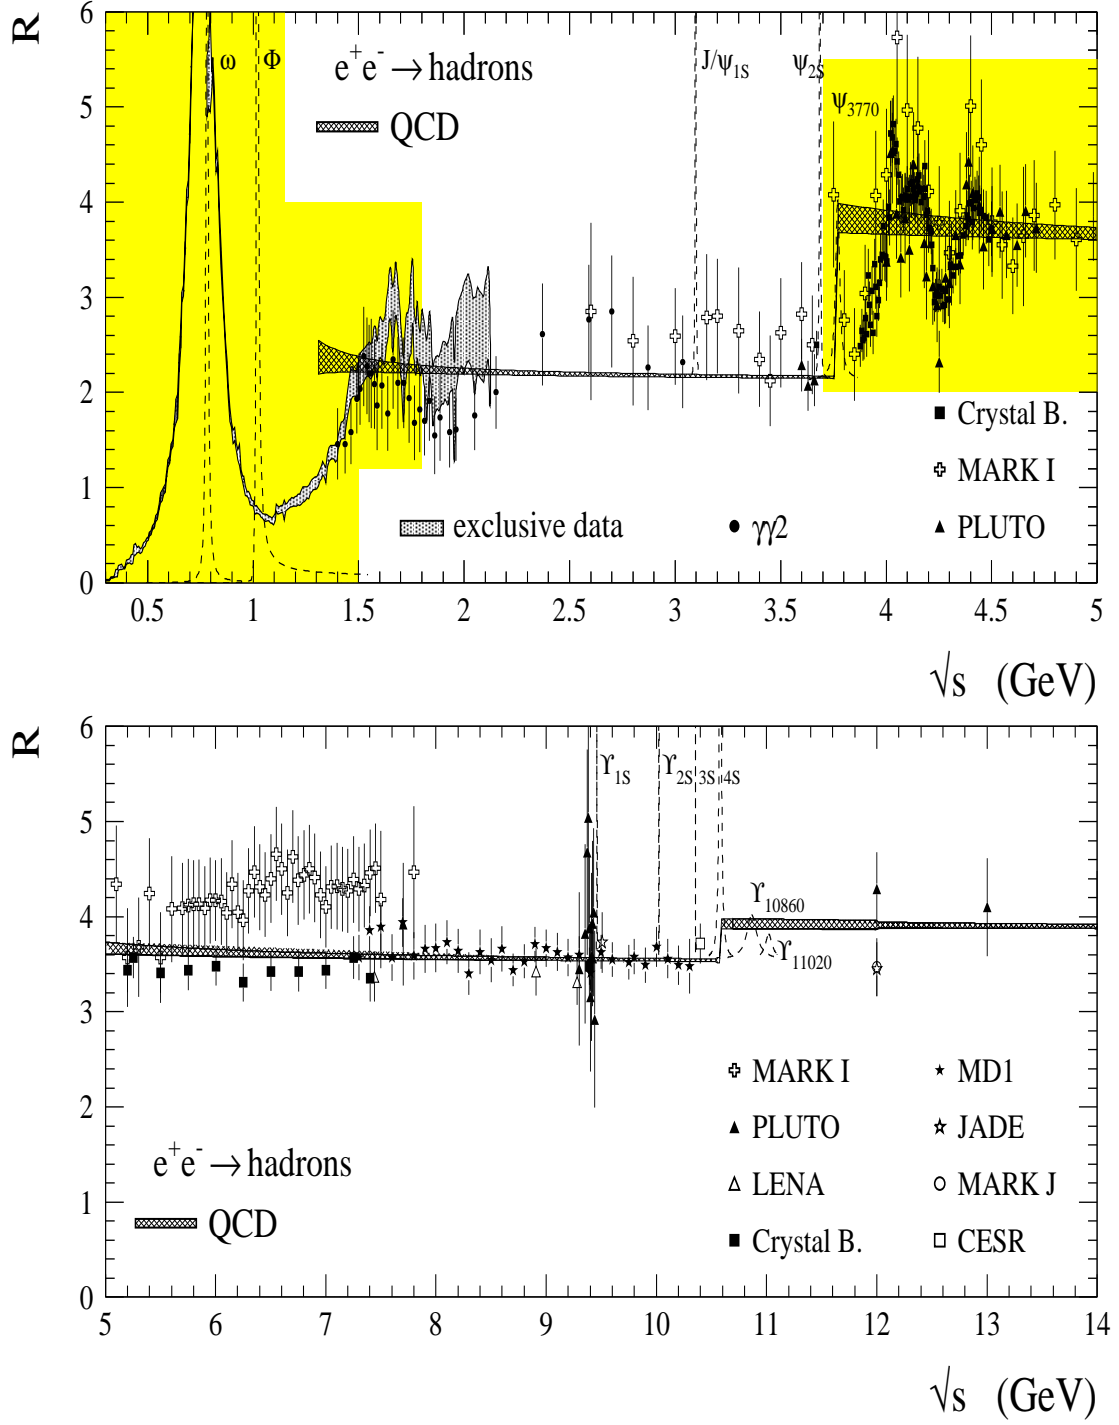 R
6
5
4
3
2
1
0
ω Φ J/ψ1S ψ2S ψ3770
e+e- → hadrons
QCD
Crystal B.
MARK I
PLUTO
exclusive data
γγ2
0.5 1 1.5 2 2.5 3 3.5 4 4.5 5
√s (GeV)
R
6
5
4
3
2
1
0
Υ1S Υ2S 3S 4S
Υ10860
Υ11020
MARK I MD1
PLUTO JADE
LENA MARK J
Crystal B. CESR
e+e- → hadrons
QCD
5 6 7 8 9 10 11 12 13 14
√s (GeV)